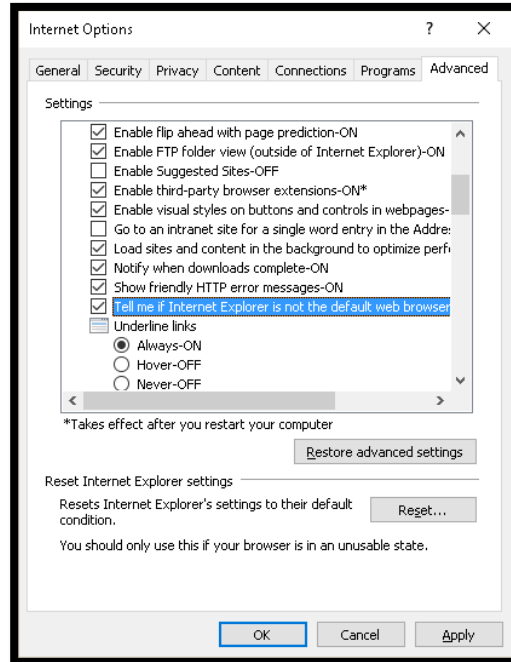 Internet Options ? ×
General Security Privacy Content Connections Programs Advanced
Settings
Enable flip ahead with page prediction-ON
Enable FTP folder view (outside of Internet Explorer)-ON
Enable Suggested Sites-OFF
Enable third-party browser extensions-ON*
Enable visual styles on buttons and controls in webpages-
Go to an intranet site for a single word entry in the
Load sites and content in the background to optimize
Notify when downloads complete-ON
Show friendly HTTP error messages-ON
Tell me if Internet Explorer is not the default web browser
Underline links
Always-ON
Hover-OFF
Never-OFF
*Takes effect after you restart your computer
Restore advanced settings
Reset Internet Explorer settings
Resets Internet Explorer's settings to their default
condition.
Reset...
You should only use this if your browser is in an unusable state.
OK Cancel Apply